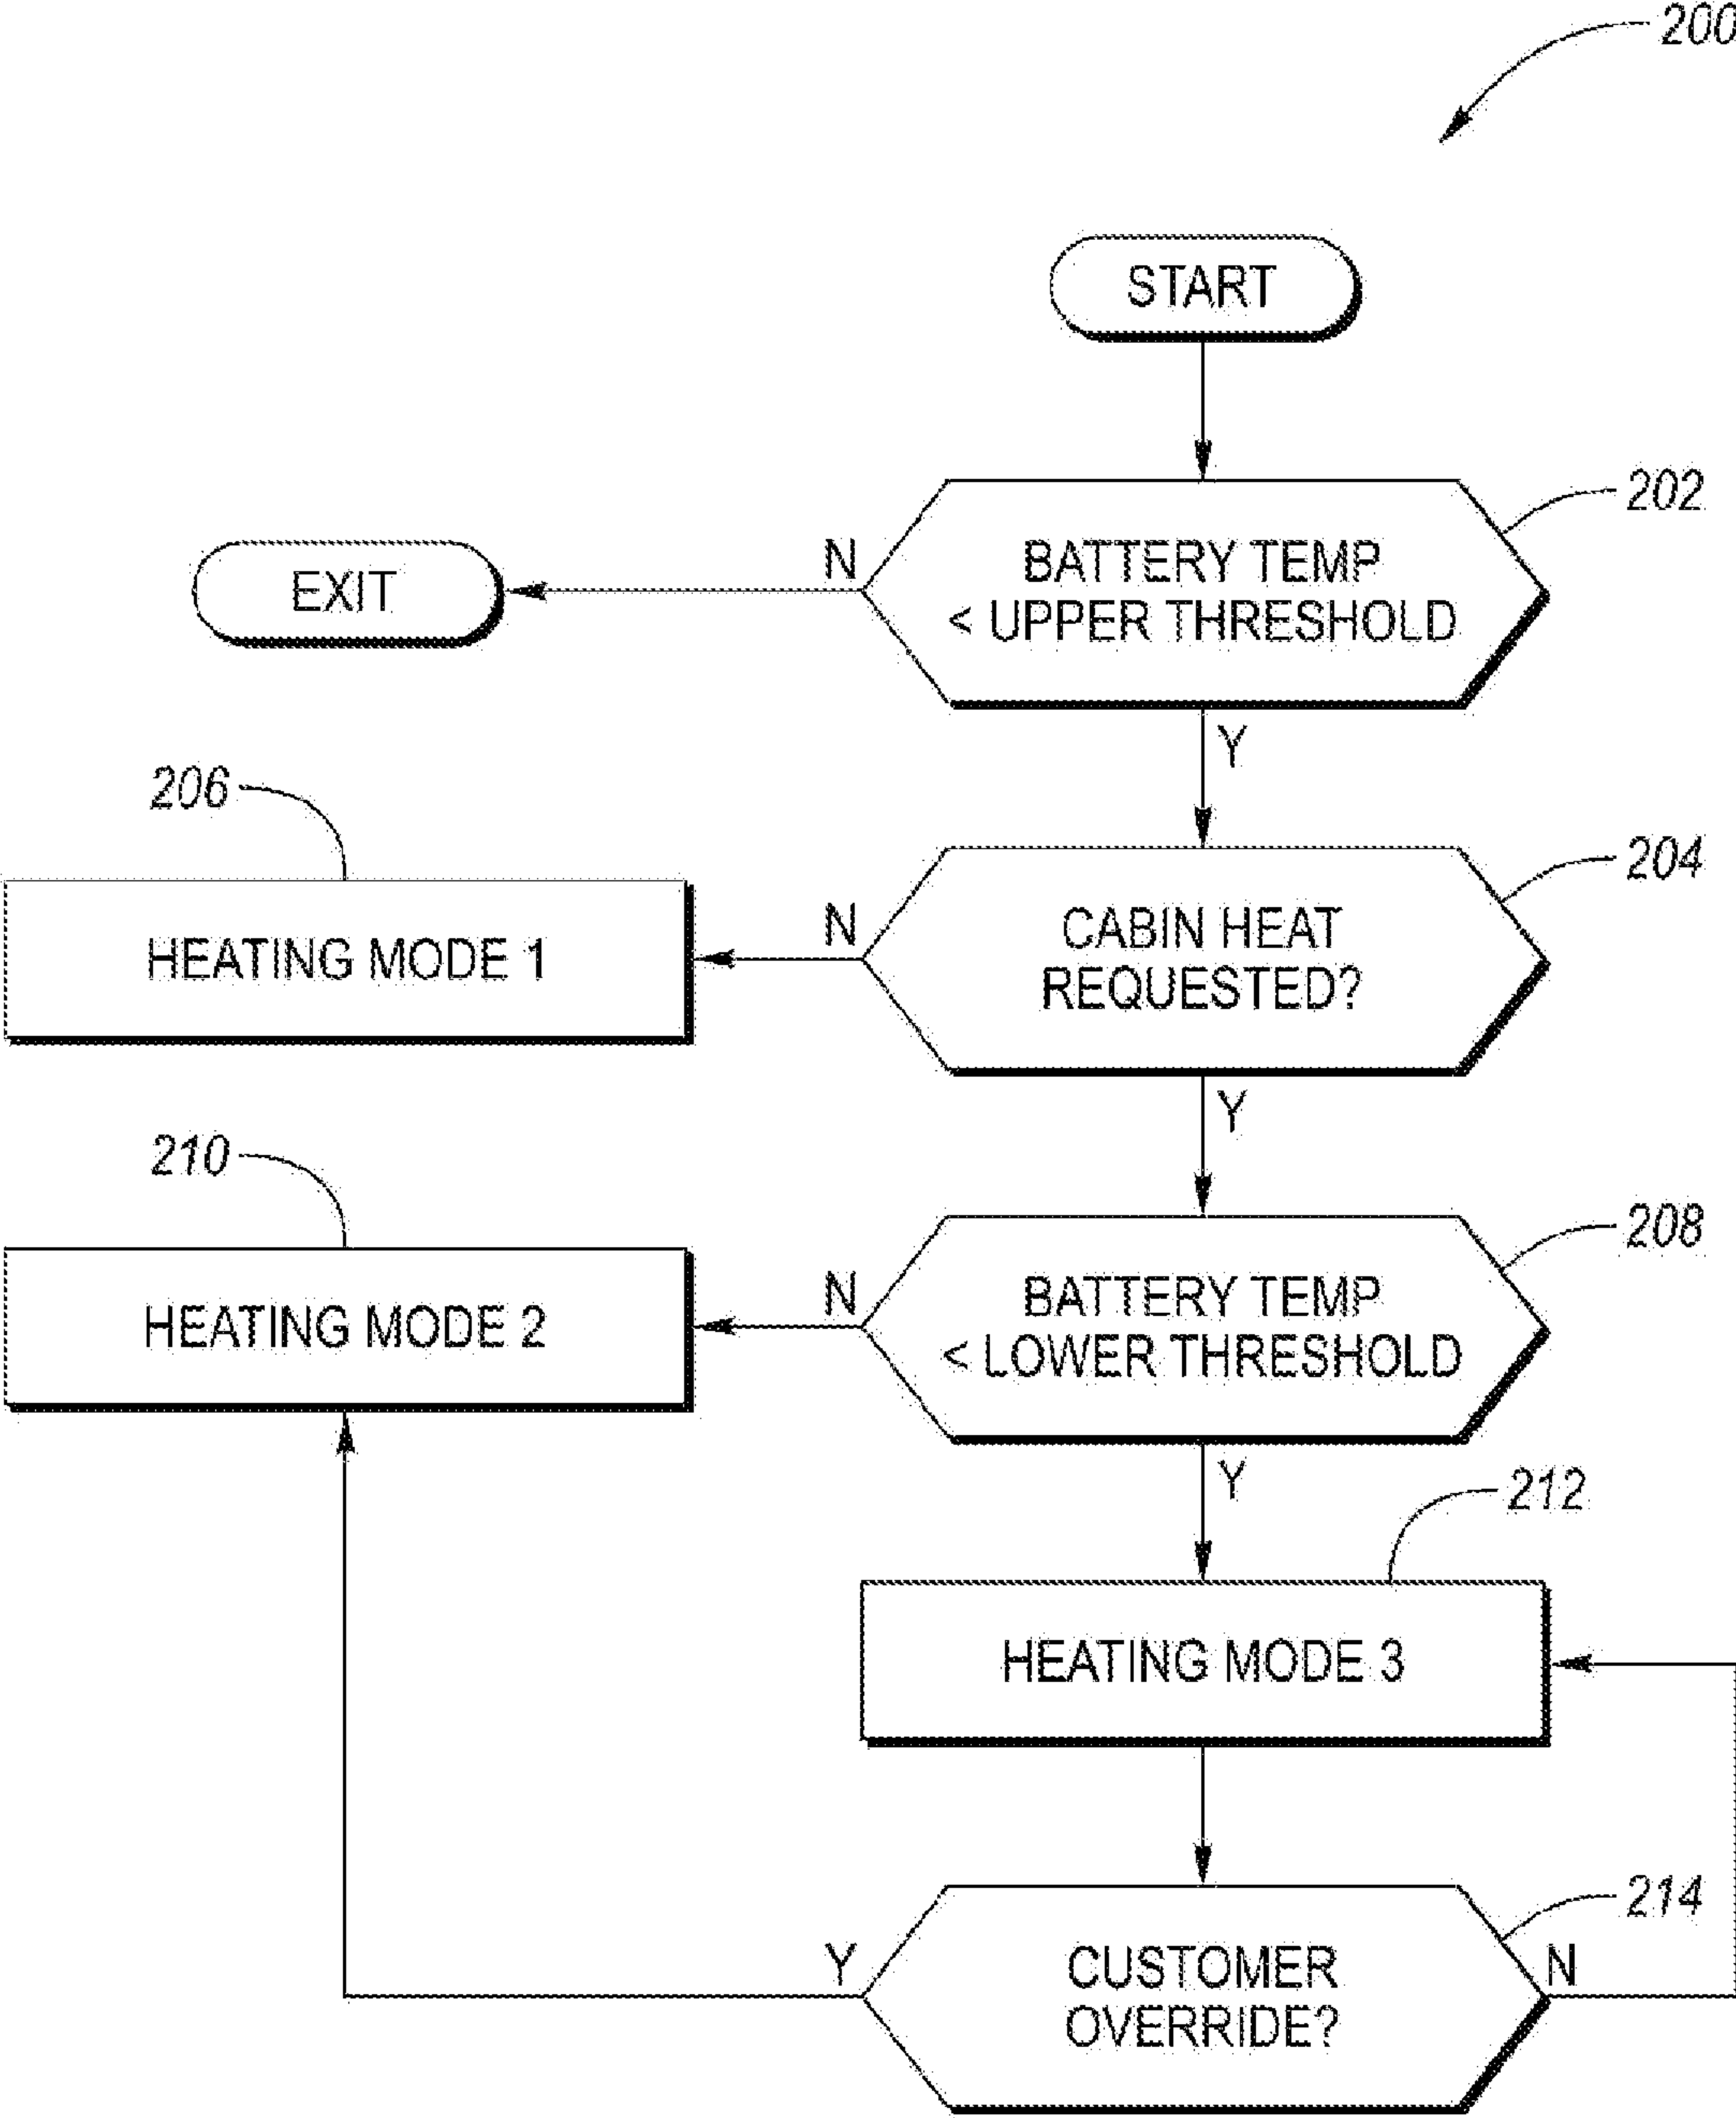 200
START
202
BATTERY TEMP
< UPPER THRESHOLD
N
EXIT
Y
206
204
CABIN HEAT
REQUESTED?
N
HEATING MODE 1
Y
210
208
BATTERY TEMP
< LOWER THRESHOLD
N
HEATING MODE 2
Y
212
HEATING MODE 3
214
CUSTOMER
OVERRIDE?
Y
N